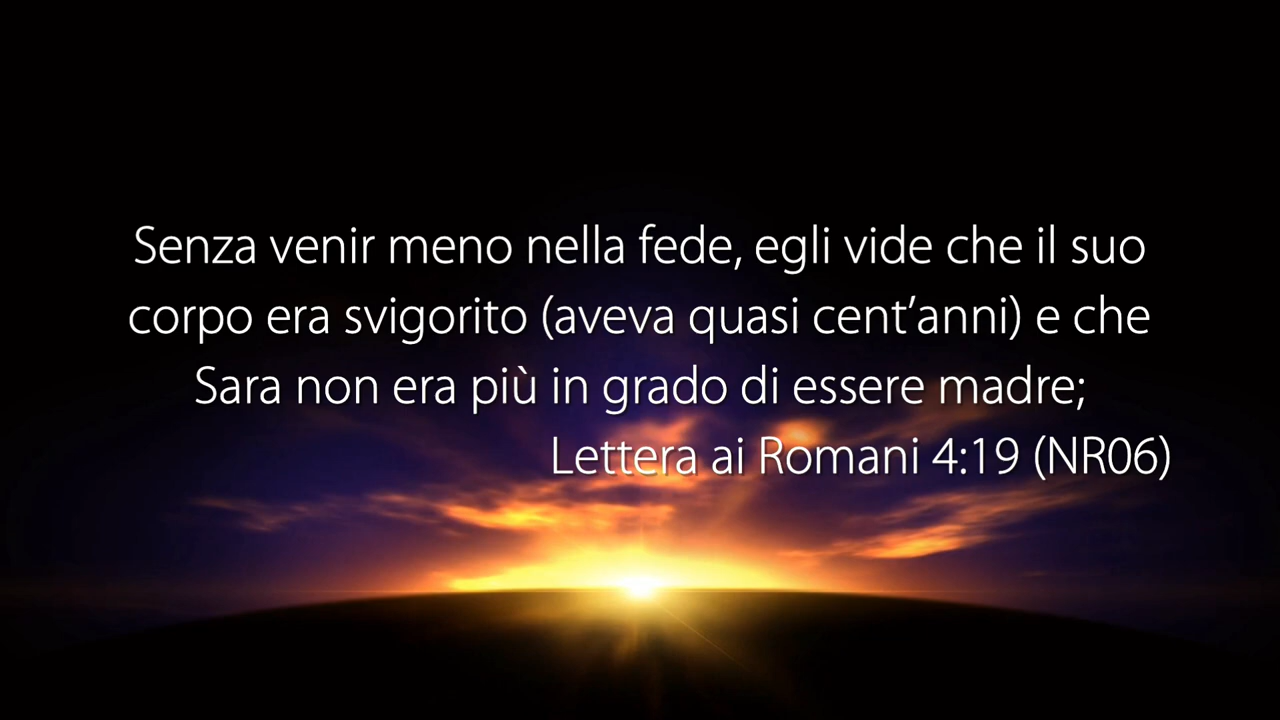 Senza venir meno nella fede, egli vide che il suo
corpo era svigorito (aveva quasi cent’anni) e che
Sara non era più in grado di essere madre;
Lettera ai Romani 4:19 (NR06)